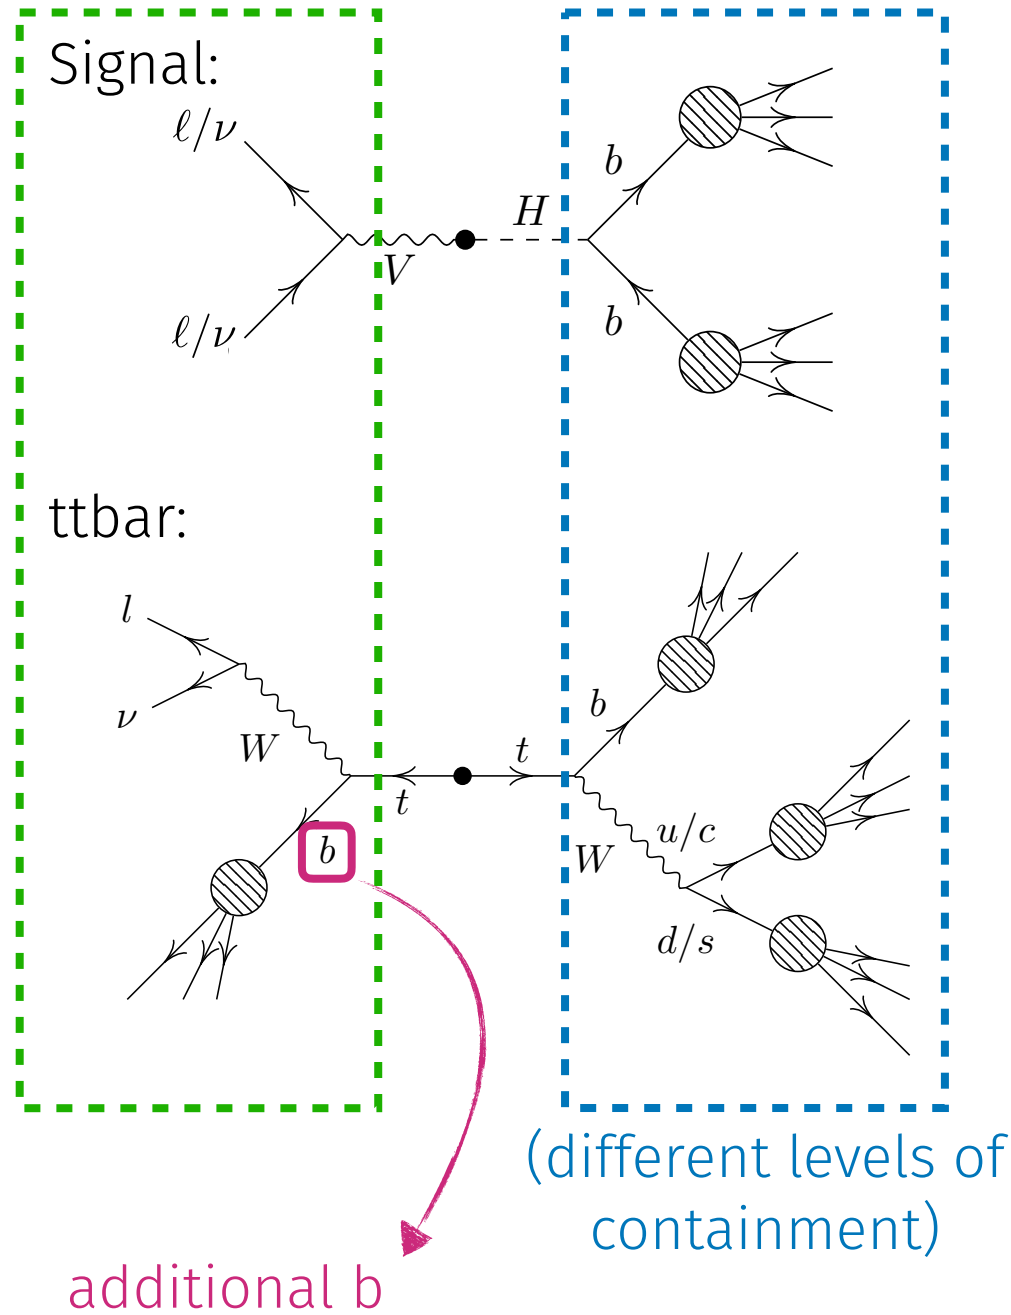 Signal:
ℓ/ν
b
H
V
ℓ/ν
b
ttbar:
l
ν
b
W
t
t
u/c
b
W
d/s
(different levels of
containment)
additional b